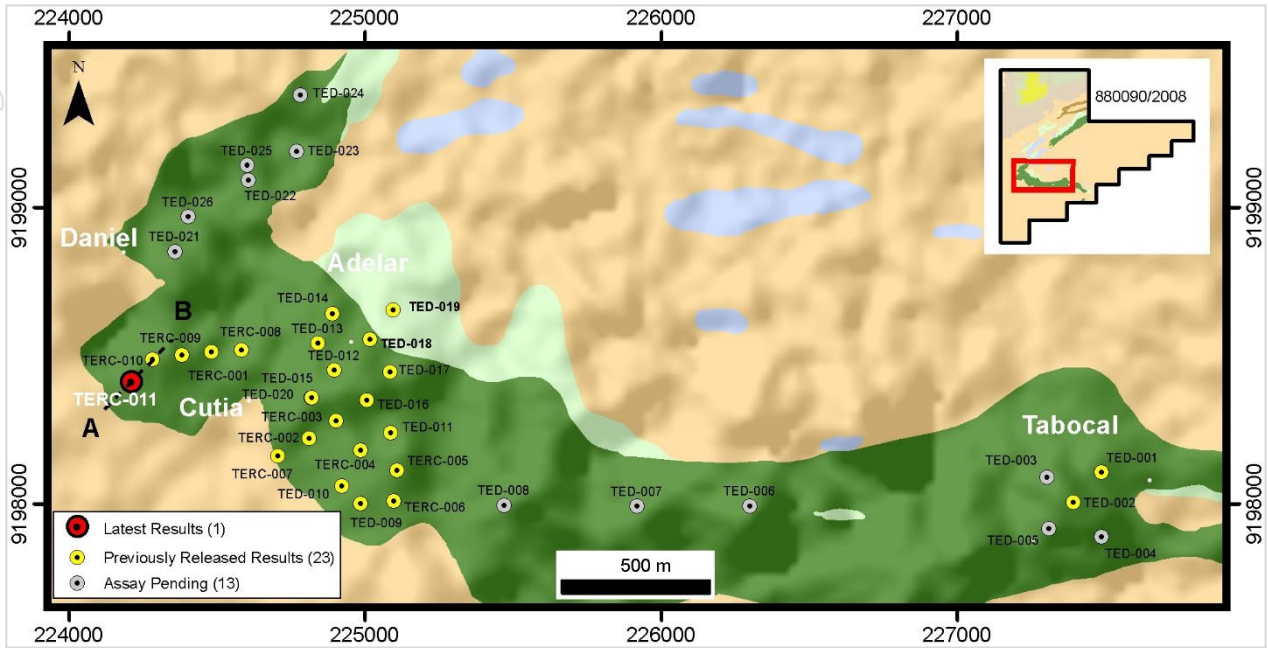 224000 225000 226000 227000
N
880090/2008
TED-024
TED-025 TED-023
TED-022
9199000 9199000
TED-026
Daniel
TED-021
Adelar
TED-014 TED-019
B
TED-013
TERC-009 TERC-008 TED-018
TERC-010 TED-012
TERC-001 TED-017
TED-015
TERC-011
TED-020 TED-016
Cutia
TERC-003
A
TERC-002 TED-011
Tabocal
TERC-004 TERC-005
TED-003 TED-001
TERC-007
TED-010
TED-008 TED-007 TED-006
TERC-006
TED-002
9198000 9198000
TED-009
TED-005
TED-004
Latest Results (1)
Previously Released Results (23)
Assay Pending (13)
500 m
224000 225000 226000 227000